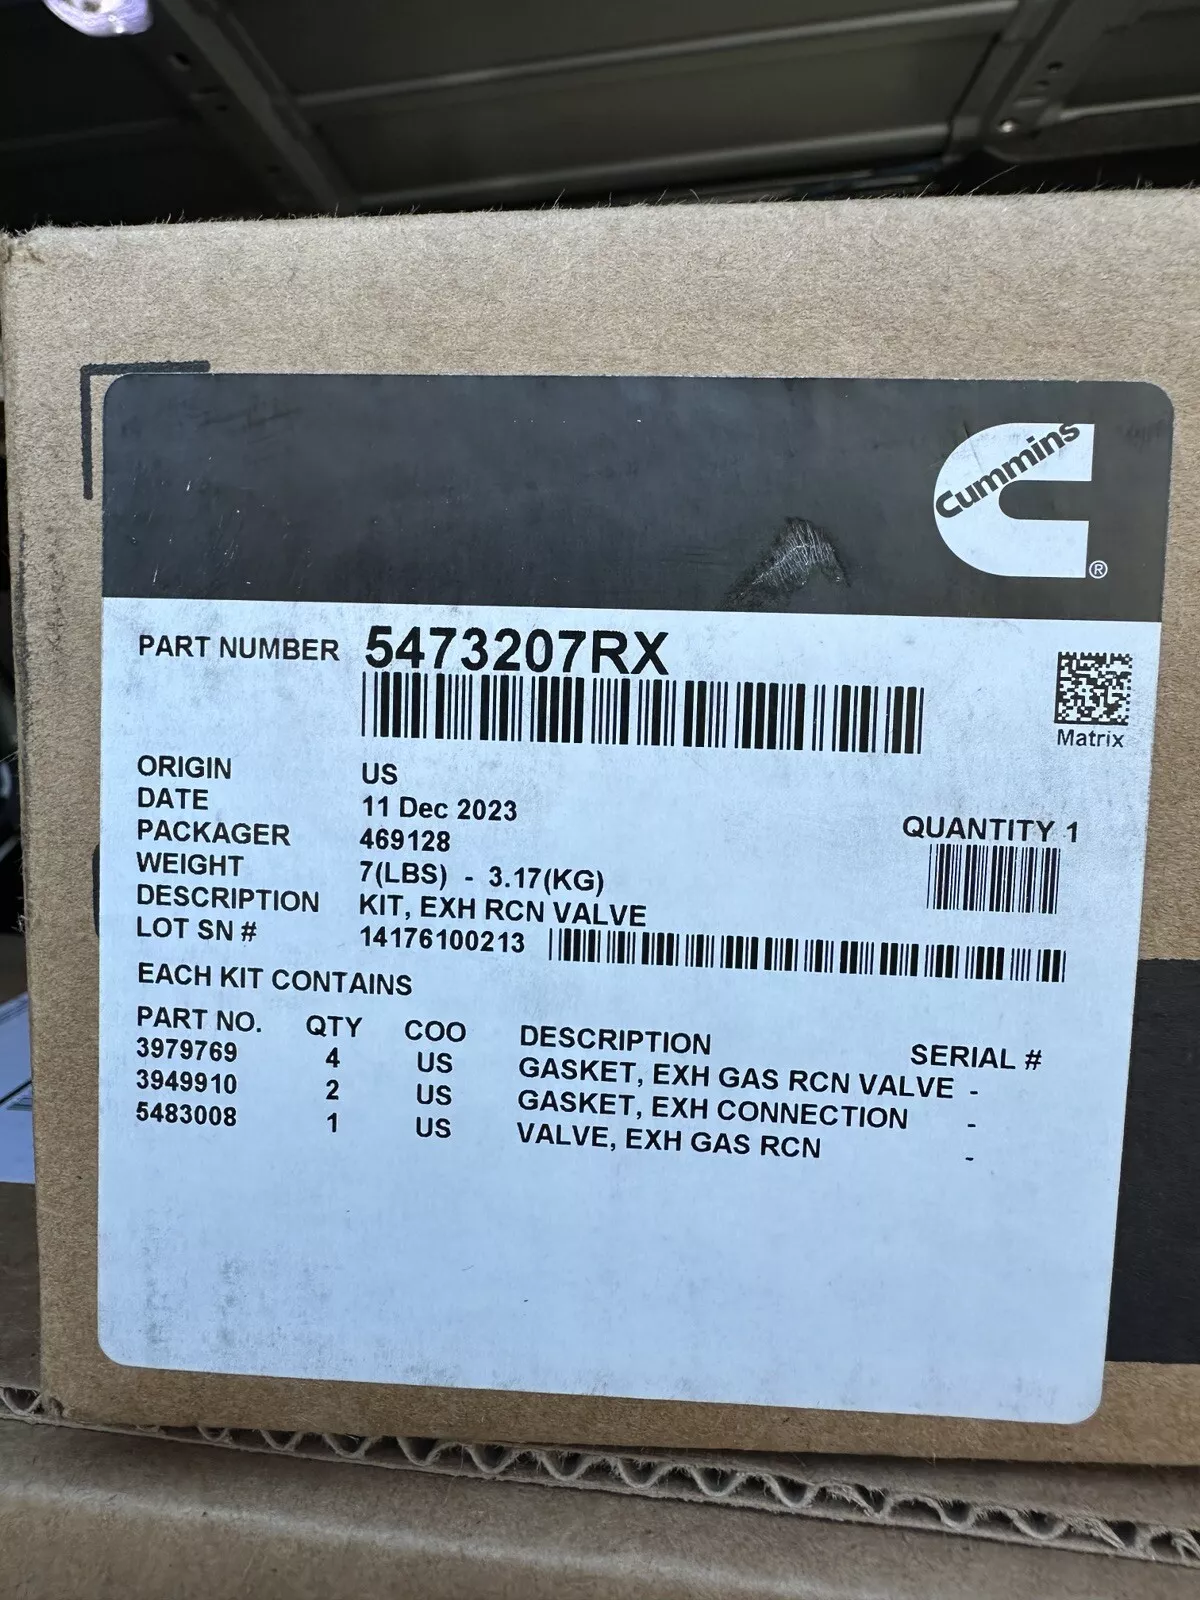 Cummins
®
PART NUMBER 5473207RX
Matrix
ORIGIN US
DATE 11 Dec 2023
PACKAGER 469128
QUANTITY 1
WEIGHT 7(LBS) - 3.17(KG)
DESCRIPTION KIT, EXH RCN VALVE
LOT SN # 14176100213
EACH KIT CONTAINS
PART NO. QTY COO DESCRIPTION SERIAL #
3979769 4 US GASKET, EXH GAS RCN VALVE -
3949910 2 US GASKET, EXH CONNECTION -
5483008 1 US VALVE, EXH GAS RCN -